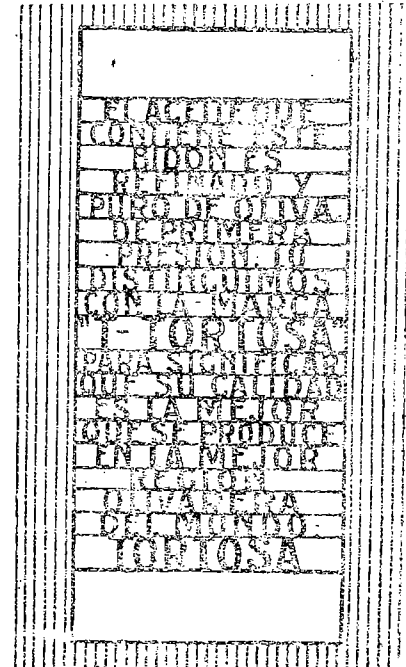 EL ACEITE QUE
CONTIENE ESTE
BIDON ES
REFINADO Y
PURO DE OLIVA
DE PRIMERA
PRESION LO
DISTINGUIMOS
CON LA MARCA
"I-TORTOSA"
PARA SIGNIFICAR
QUE SU CALIDAD
ES LA MEJOR
QUE SE PRODUCE
EN LA MEJOR
REGION
OLIVARERA
DEL MUNDO.
TORTOSA